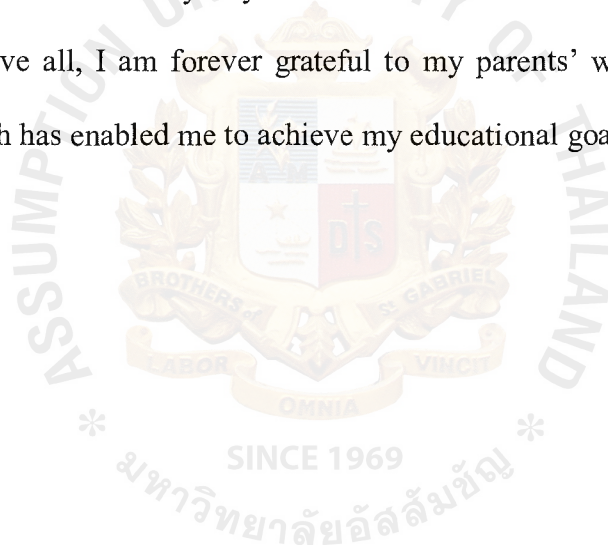 ve all, I am forever grateful to my parents’ w
h has enabled me to achieve my educational goa
ASSUMPTION UNIVERSITY OF THAILAND
A M
D S
BROTHERS of St GABRIEL
LABOR
OMNIA
VINCIT
SINCE 1969
มหาวิทยาลัยอัสสัมชัญ